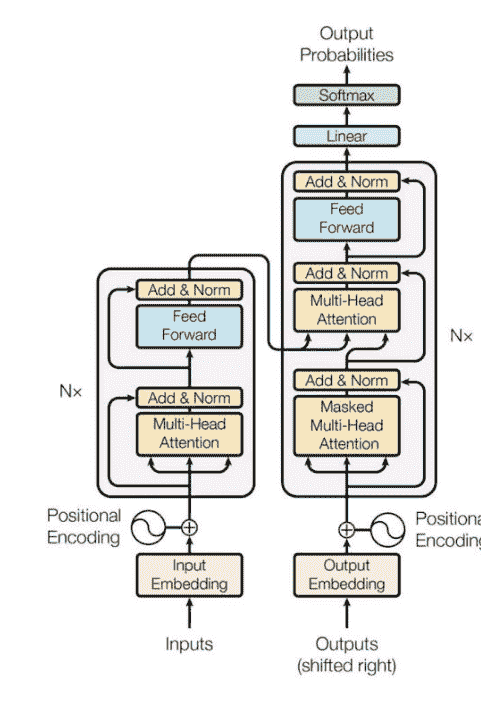 Output
Probabilities
Softmax
Linear
Add & Norm
Feed
Forward
Add & Norm
Multi-Head
Attention
Add & Norm
Masked
Multi-Head
Attention
N×
Add & Norm
Feed
Forward
Add & Norm
Multi-Head
Attention
N×
Positional
Encoding
Input
Embedding
Inputs
Positiona
Encoding
Output
Embedding
Outputs
(shifted right)